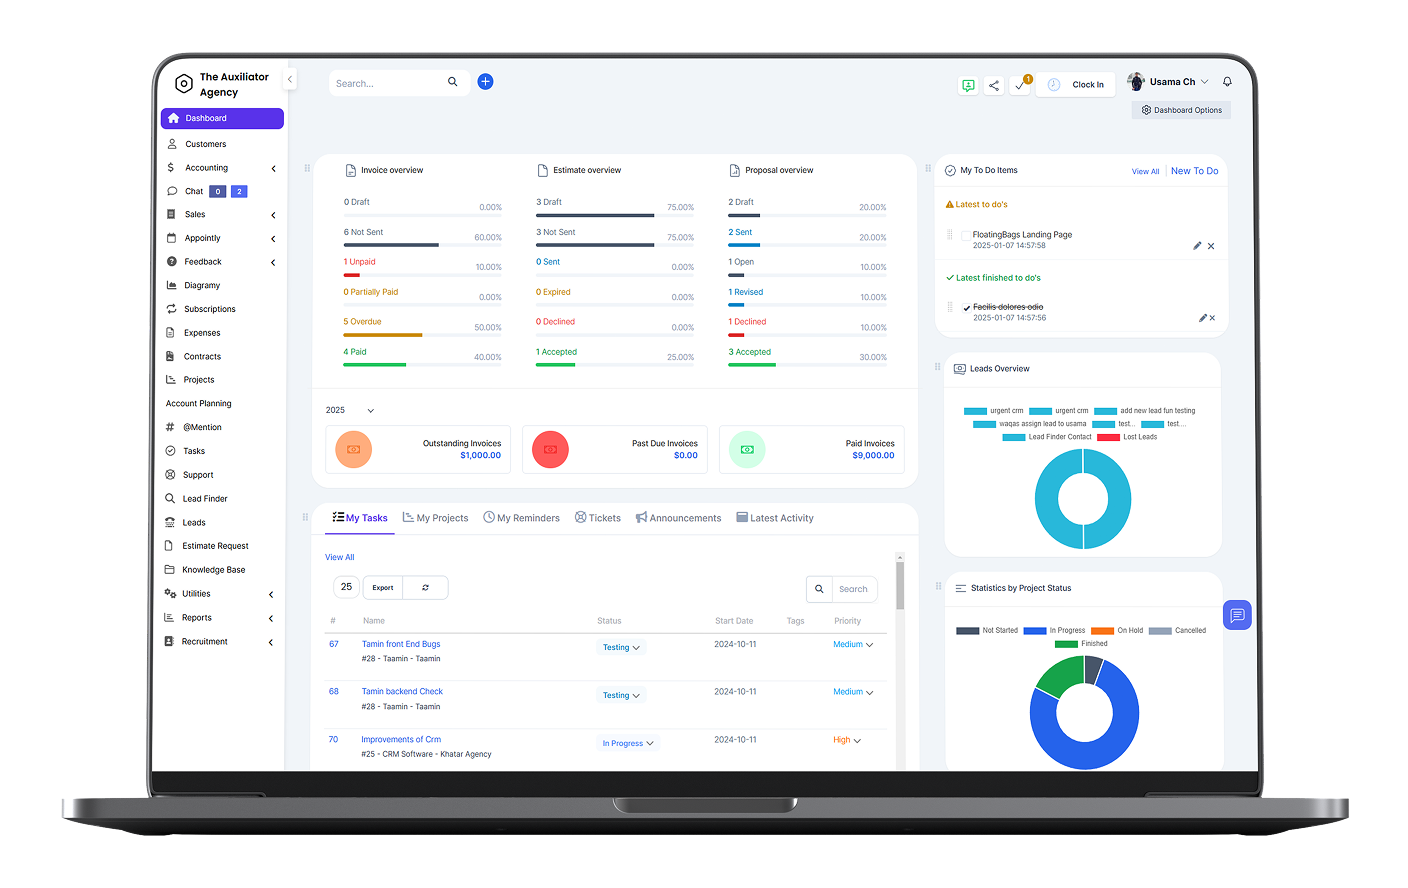 The Auxiliator
Agency
Search...
1
Clock In
Usama Ch
Dashboard Options
Dashboard
Customers
Accounting
Chat 0 2
Sales
Appointly
Feedback
Diagramy
Subscriptions
Expenses
Contracts
Projects
Account Planning
@Mention
Tasks
Support
Lead Finder
Leads
Estimate Request
Knowledge Base
Utilities
Reports
Recruitment
Invoice overview
0 Draft 0.00%
6 Not Sent 60.00%
1 Unpaid 10.00%
0 Partially Paid 0.00%
5 Overdue 50.00%
4 Paid 40.00%
Estimate overview
3 Draft 75.00%
3 Not Sent 75.00%
0 Sent 0.00%
0 Expired 0.00%
0 Declined 0.00%
1 Accepted 25.00%
Proposal overview
2 Draft 20.00%
2 Sent 20.00%
1 Open 10.00%
1 Revised 10.00%
1 Declined 10.00%
3 Accepted 30.00%
2025
Outstanding Invoices
$1,000.00
Past Due Invoices
$0.00
Paid Invoices
$9,000.00
My Tasks My Projects My Reminders Tickets Announcements Latest Activity
View All
25 Export Search
# Name Status Start Date Tags Priority
67 Tamin front End Bugs Testing 2024-10-11 Medium
#28 - Taamin - Taamin
68 Tamin backend Check Testing 2024-10-11 Medium
#28 - Taamin - Taamin
70 Improvements of Crm In Progress 2024-10-11 High
#25 - CRM Software - Khatar Agency
My To Do Items View All New To Do
Latest to do's
FloatingBags Landing Page
2025-01-07 14:57:58
Latest finished to do's
Facilis dolores odio
2025-01-07 14:57:56
Leads Overview
urgent crm urgent crm add new lead fun testing
waqas assign lead to usama test... test...
Lead Finder Contact Lost Leads
Statistics by Project Status
Not Started In Progress On Hold Cancelled
Finished